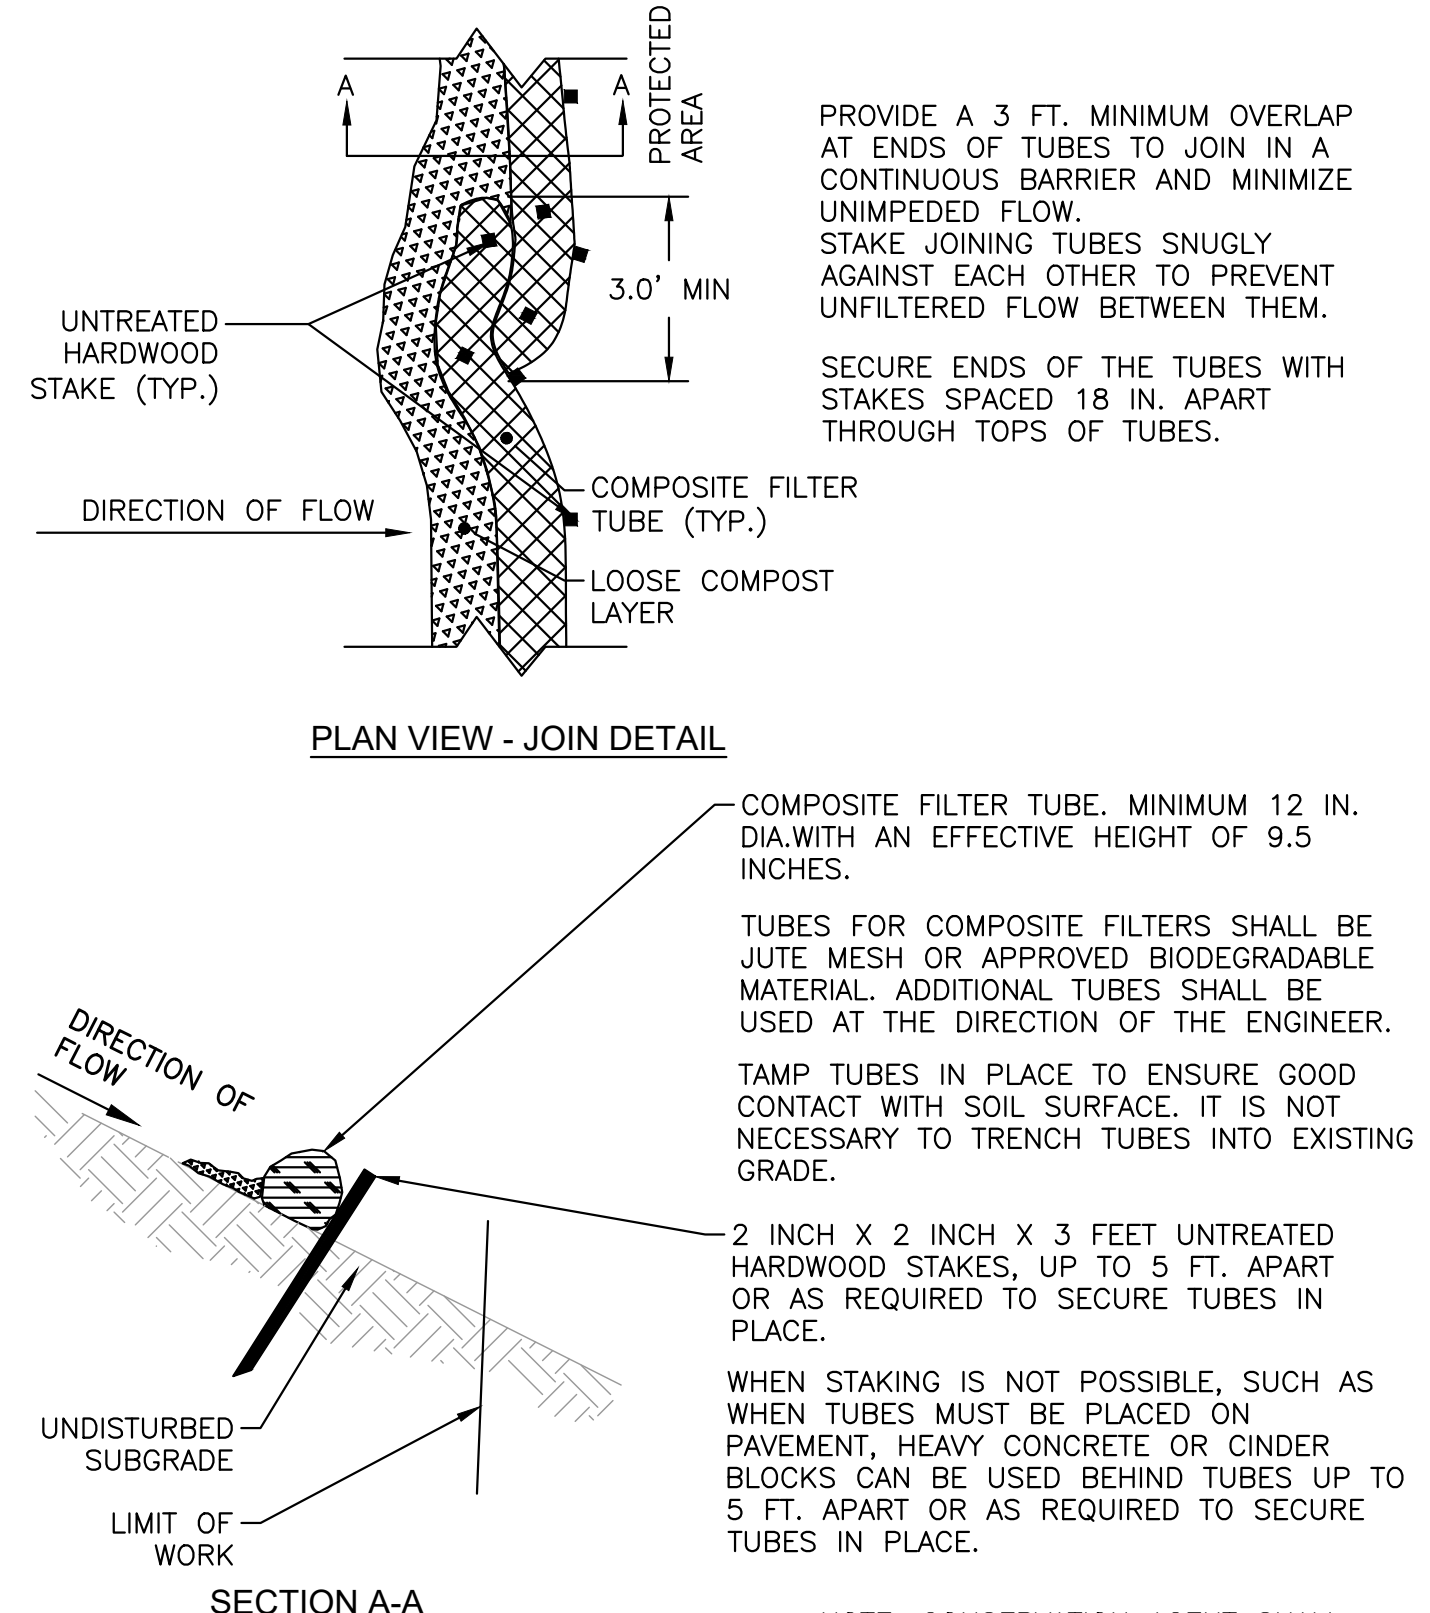 A
A
PROTECTED
AREA
PROVIDE A 3 FT. MINIMUM OVERLAP
AT ENDS OF TUBES TO JOIN IN A
CONTINUOUS BARRIER AND MINIMIZE
UNIMPEDED FLOW.
STAKE JOINING TUBES SNUGLY
AGAINST EACH OTHER TO PREVENT
UNFILTERED FLOW BETWEEN THEM.
SECURE ENDS OF THE TUBES WITH
STAKES SPACED 18 IN. APART
THROUGH TOPS OF TUBES.
3.0' MIN
UNTREATED
HARDWOOD
STAKE (TYP.)
DIRECTION OF FLOW
COMPOSITE FILTER
TUBE (TYP.)
LOOSE COMPOST
LAYER
PLAN VIEW - JOIN DETAIL
COMPOSITE FILTER TUBE. MINIMUM 12 IN.
DIA.WITH AN EFFECTIVE HEIGHT OF 9.5
INCHES.
TUBES FOR COMPOSITE FILTERS SHALL BE
JUTE MESH OR APPROVED BIODEGRADABLE
MATERIAL. ADDITIONAL TUBES SHALL BE
USED AT THE DIRECTION OF THE ENGINEER.
TAMP TUBES IN PLACE TO ENSURE GOOD
CONTACT WITH SOIL SURFACE. IT IS NOT
NECESSARY TO TRENCH TUBES INTO EXISTING
GRADE.
2 INCH X 2 INCH X 3 FEET UNTREATED
HARDWOOD STAKES, UP TO 5 FT. APART
OR AS REQUIRED TO SECURE TUBES IN
PLACE.
WHEN STAKING IS NOT POSSIBLE, SUCH AS
WHEN TUBES MUST BE PLACED ON
PAVEMENT, HEAVY CONCRETE OR CINDER
BLOCKS CAN BE USED BEHIND TUBES UP TO
5 FT. APART OR AS REQUIRED TO SECURE
TUBES IN PLACE.
DIRECTION OF
FLOW
UNDISTURBED
SUBGRADE
LIMIT OF
WORK
SECTION A-A